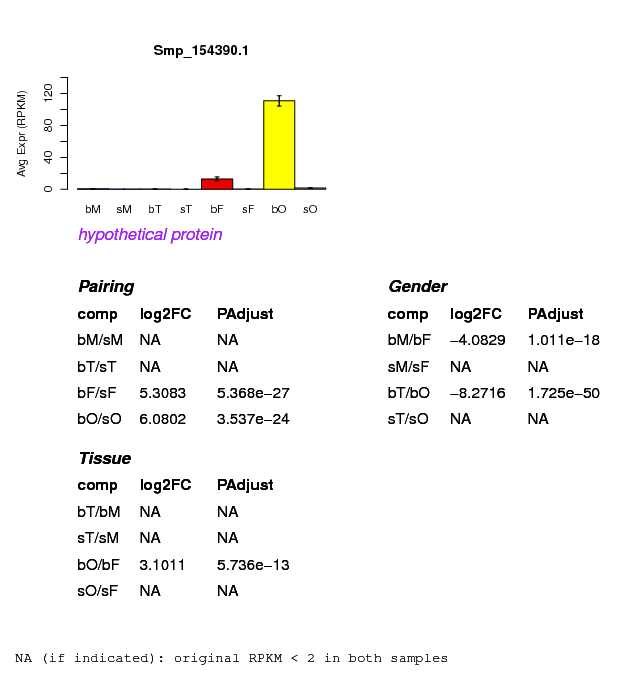 Smp_154390.1
Avg Expr (RPKM)
0 40 80 120
bM sM bT sT bF sF bO sO
hypothetical protein
Pairing
comp log2FC PAdjust
bM/sM NA NA
bT/sT NA NA
bF/sF 5.3083 5.368e−27
bO/sO 6.0802 3.537e−24
Gender
comp log2FC PAdjust
bM/bF −4.0829 1.011e−18
sM/sF NA NA
bT/bO −8.2716 1.725e−50
sT/sO NA NA
Tissue
comp log2FC PAdjust
bT/bM NA NA
sT/sM NA NA
bO/bF 3.1011 5.736e−13
sO/sF NA NA
NA (if indicated): original RPKM < 2 in both samples